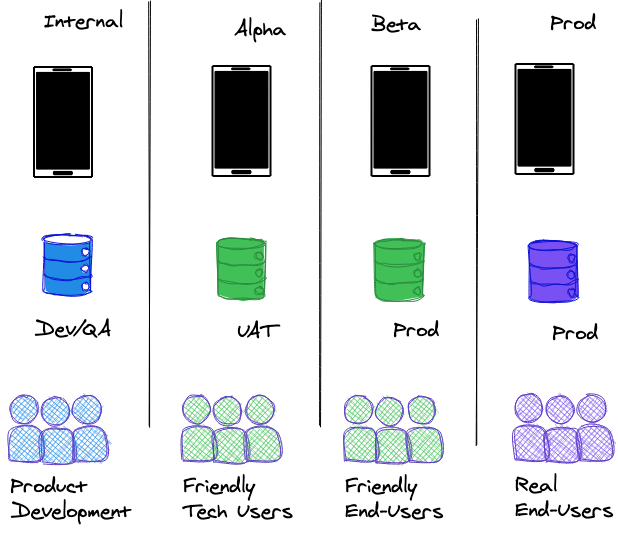 Internal
Alpha
Beta
Prod
Dev/QA
UAT
Prod
Prod
Product
Development
Friendly
Tech Users
Friendly
End-Users
Real
End-Users